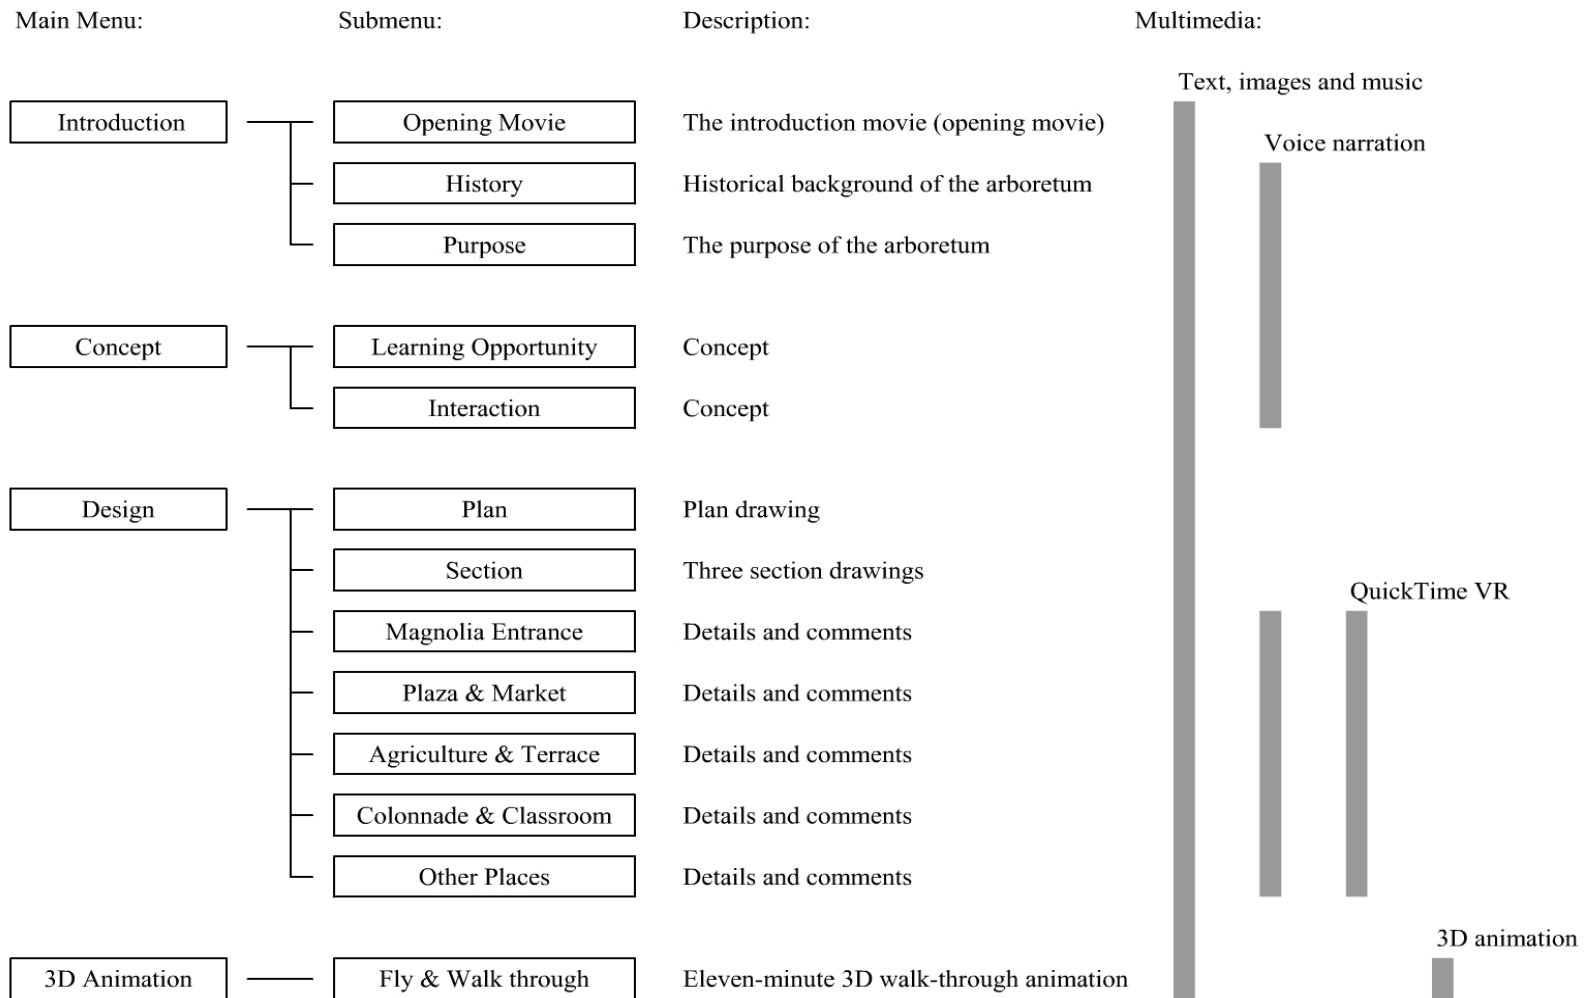 Main Menu: Submenu: Description: Multimedia:
Text, images and music
Introduction Opening Movie The introduction movie (opening movie)
Voice narration
History Historical background of the arboretum
Purpose The purpose of the arboretum
Concept Learning Opportunity Concept
Interaction Concept
Design Plan Plan drawing
Section Three section drawings
QuickTime VR
Magnolia Entrance Details and comments
Plaza & Market Details and comments
Agriculture & Terrace Details and comments
Colonnade & Classroom Details and comments
Other Places Details and comments
3D animation
3D Animation Fly & Walk through Eleven-minute 3D walk-through animation